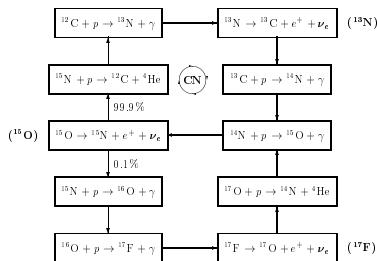 ¹²C + p → ¹³N + γ ¹³N → ¹³C + e⁺ + νₑ (¹³N)
¹⁵N + p → ¹²C + ⁴He CN ¹³C + p → ¹⁴N + γ
99.9%
(¹⁵O) ¹⁵O → ¹⁵N + e⁺ + νₑ ¹⁴N + p → ¹⁵O + γ
0.1%
¹⁵N + p → ¹⁶O + γ ¹⁷O + p → ¹⁴N + ⁴He
¹⁶O + p → ¹⁷F + γ ¹⁷F → ¹⁷O + e⁺ + νₑ (¹⁷F)